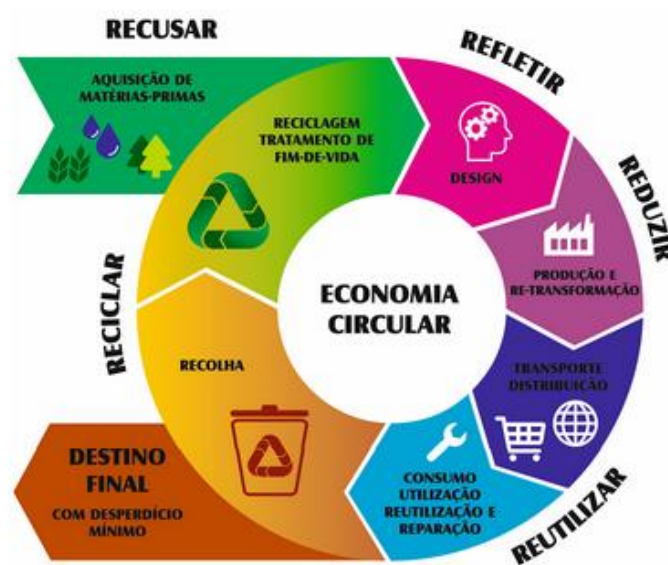 RECUSAR
AQUISIÇÃO DE
MATÉRIAS-PRIMAS
RECICLAGEM
TRATAMENTO DE
FIM-DE-VIDA
REFLETIR
DESIGN
REDUZIR
PRODUÇÃO E
RE-TRANSFORMAÇÃO
ECONOMIA
CIRCULAR
TRANSPORTE
DISTRIBUIÇÃO
REUTILIZAR
CONSUMO
UTILIZAÇÃO
REUTILIZAÇÃO E
REPARAÇÃO
RECOLHA
RECICLAR
DESTINO
FINAL
COM DESPERDÍCIO
MÍNIMO